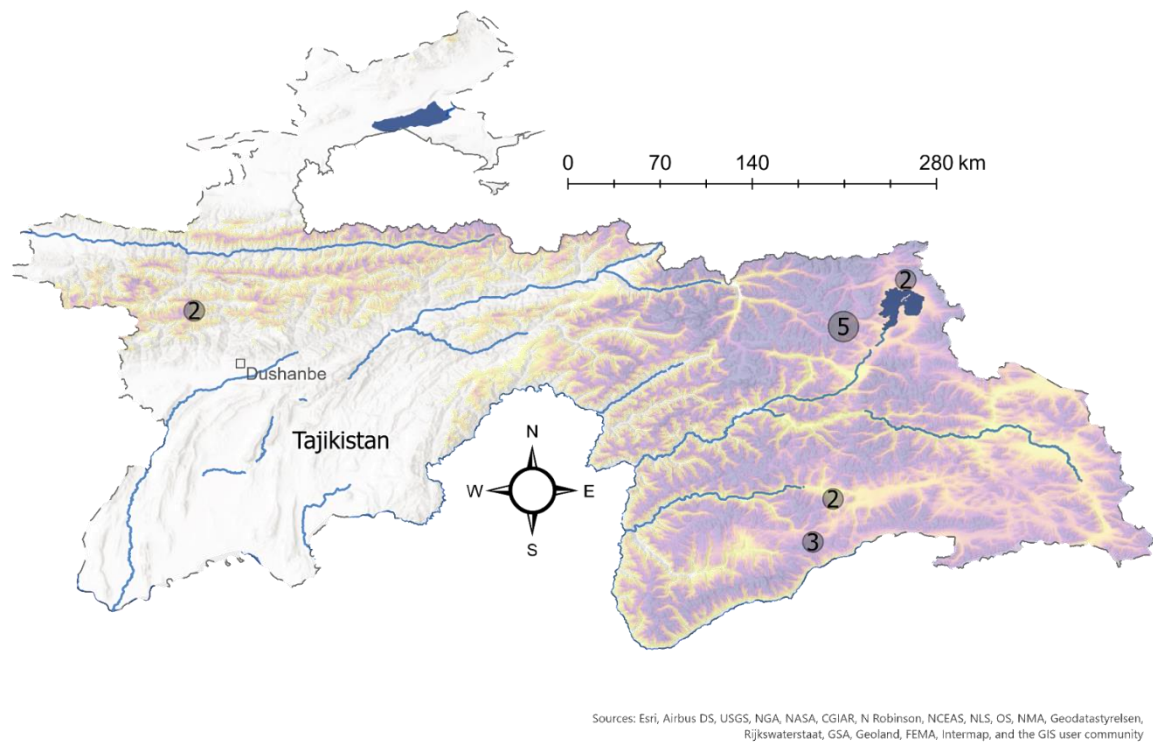 0 70 140 280 km
2
2
5
Dushanbe
Tajikistan
N
W E
S
2
3
Sources: Esri, Airbus DS, USGS, NGA, NASA, CGIAR, N Robinson, NCEAS, NLS, OS, NMA, Geodatastyrelsen,
Rijkswaterstaat, GSA, Geoland, FEMA, Intermap, and the GIS user community